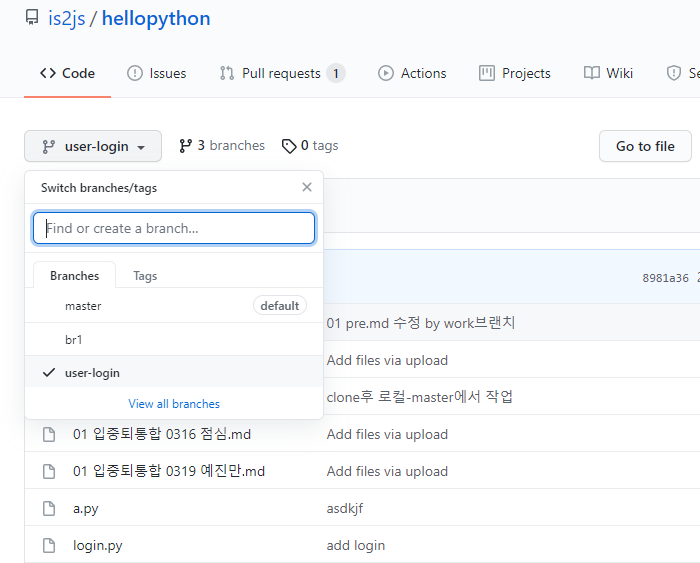 is2js / hellopython
Code Issues Pull requests 1 Actions Projects Wiki
user-login 3 branches 0 tags Go to file
Switch branches/tags
Find or create a branch...
Branches Tags
8981a36
master default
01 pre.md 수정 by work브랜치
br1
Add files via upload
user-login
clone후 로컬-master에서 작업
View all branches
01 입중퇴통합 0316 점심.md Add files via upload
01 입중퇴통합 0319 예진만.md Add files via upload
a.py asdkjf
login.py add login